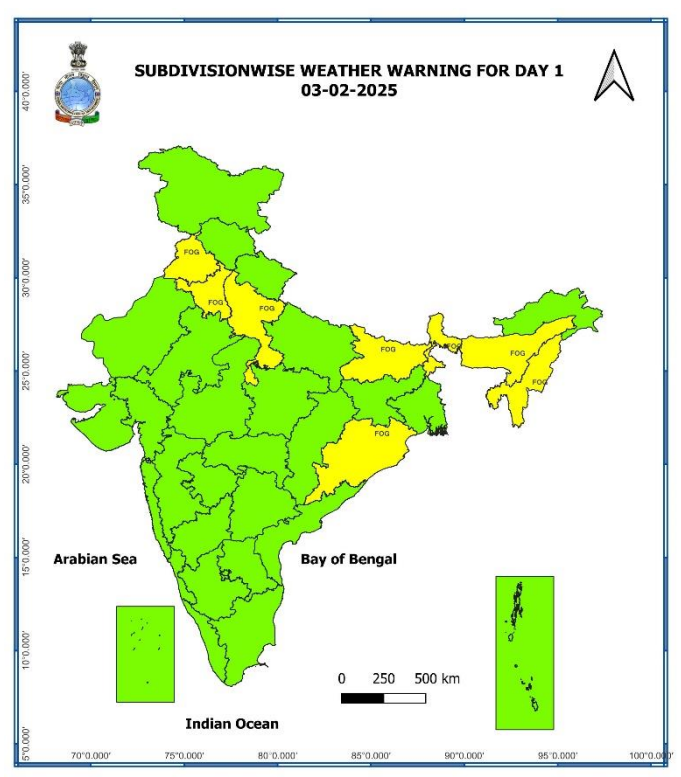 SUBDIVISIONWISE WEATHER WARNING FOR DAY 1
03-02-2025
40°0.000'
35°0.000'
30°0.000'
25°0.000'
20°0.000'
15°0.000'
10°0.000'
5°0.000'
FOG
FOG
FOG
FOG
FOG
FOG
FOG
FOG
Arabian Sea
Bay of Bengal
0 250 500 km
Indian Ocean
70°0.000' 75°0.000' 80°0.000' 85°0.000' 90°0.000' 95°0.000' 100°0.000'